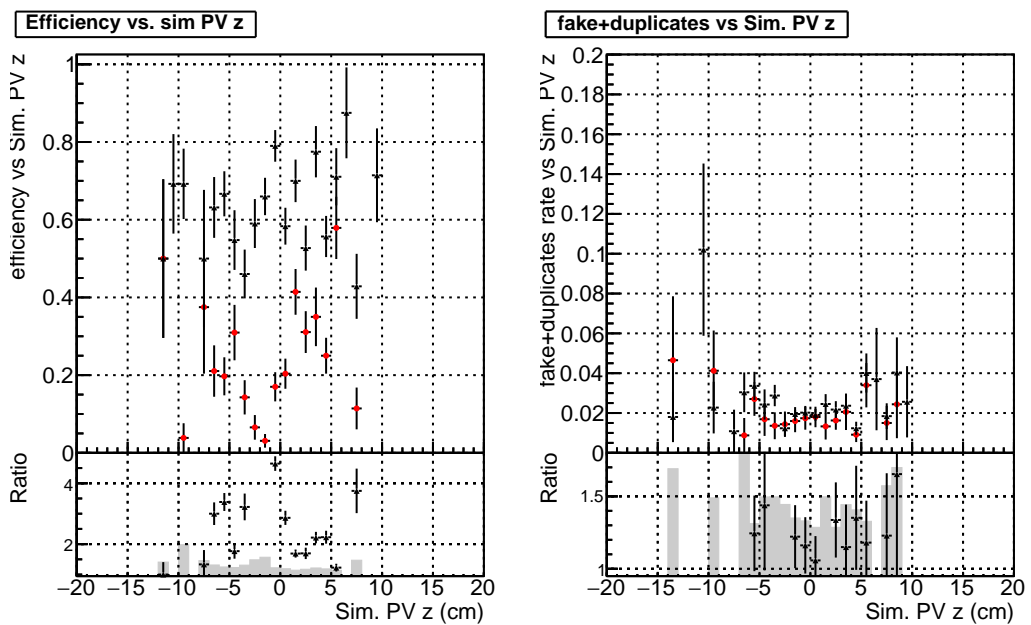 Efficiency vs. sim PV z
efficiency vs Sim. PV z
1
0.8
0.6
0.4
0.2
0
Ratio
4
2
−20 −15 −10 −5 0 5 10 15 20
Sim. PV z (cm)
fake+duplicates vs Sim. PV z
fake+duplicates rate vs Sim. PV z
0.2
0.18
0.16
0.14
0.12
0.1
0.08
0.06
0.04
0.02
0
Ratio
1.5
1
−20 −15 −10 −5 0 5 10 15 20
Sim. PV z (cm)